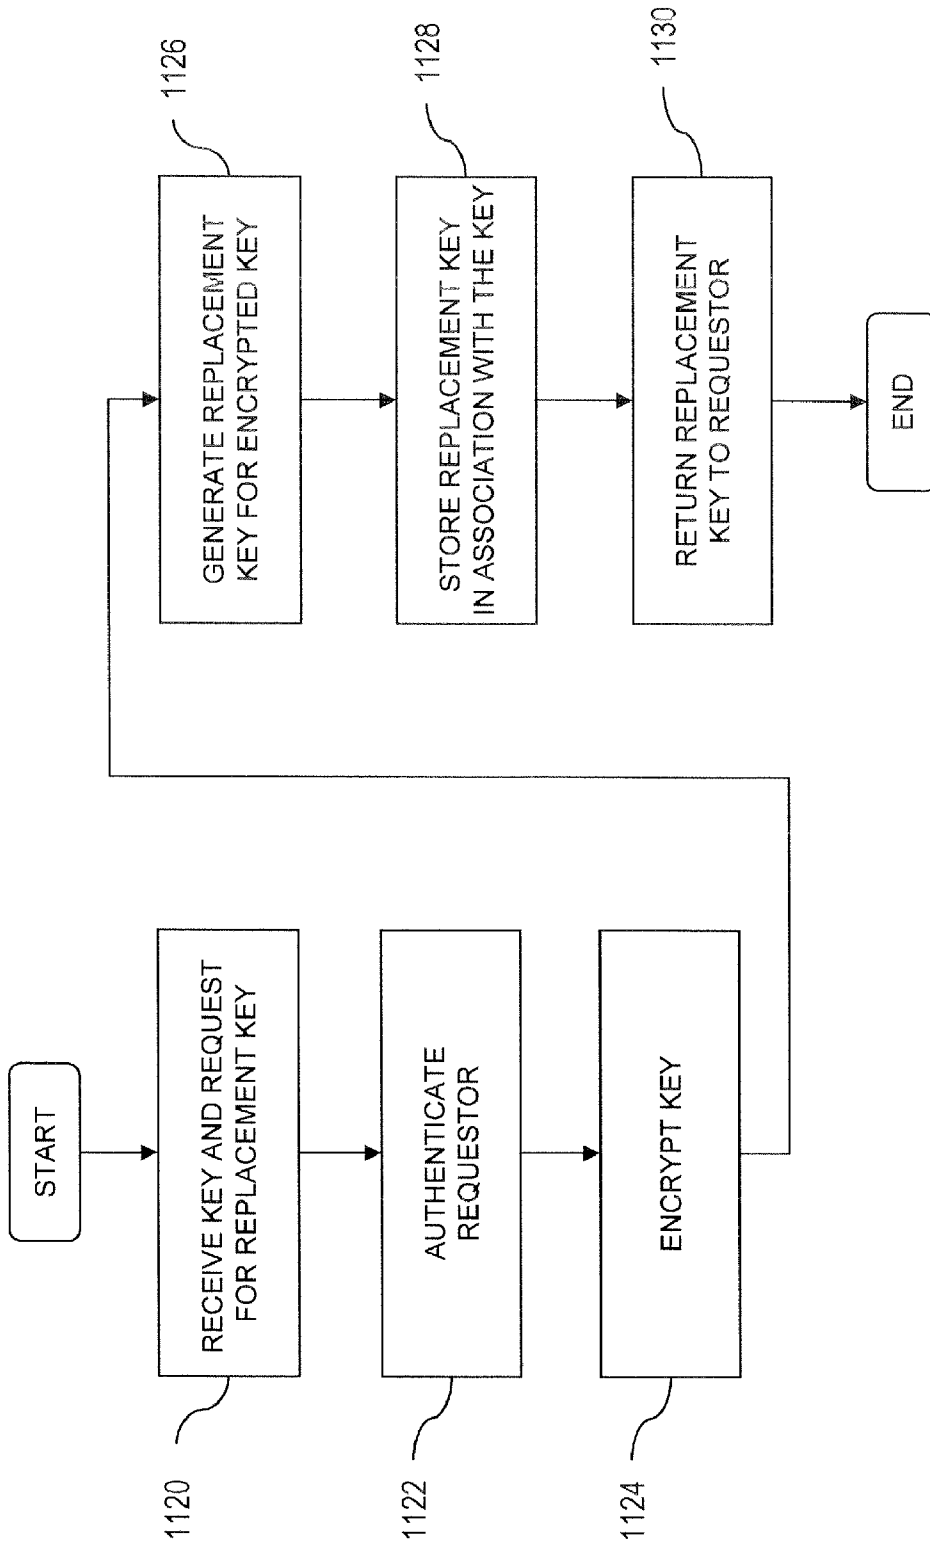 START
1120
RECEIVE KEY AND REQUEST
FOR REPLACEMENT KEY
1122
AUTHENTICATE
REQUESTOR
1124
ENCRYPT KEY
1126
GENERATE REPLACEMENT
KEY FOR ENCRYPTED KEY
1128
STORE REPLACEMENT KEY
IN ASSOCIATION WITH THE KEY
1130
RETURN REPLACEMENT
KEY TO REQUESTOR
END